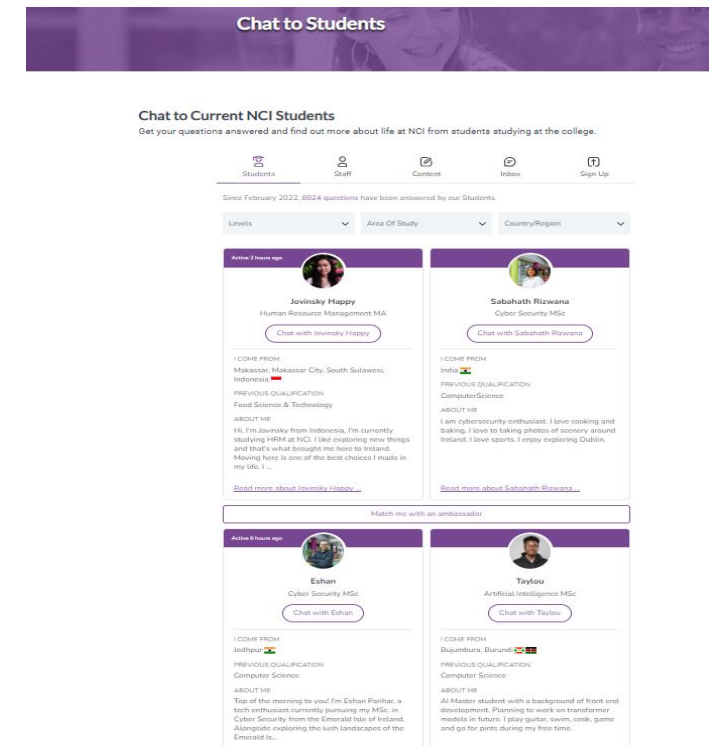 Chat to Students
Chat to Current NCI Students
Get your questions answered and find out more about life at NCI from students studying at the college.
Students
Staff
Content
Inbox
Sign Up
Since February 2022, 8824 questions have been answered by our Students.
Levels
Area Of Study
Country/Region
Active 2 hours ago
Jovinsky Happy
Human Resource Management MA
Chat with Jovinsky Happy
I COME FROM
Makassar, Makassar City, South Sulawesi,
Indonesia
PREVIOUS QUALIFICATION
Food Science & Technology
ABOUT ME
Hi, I'm Jovinsky from Indonesia, I'm currently
studying HRM at NCI. I like exploring new things
and that's what brought me here to Ireland.
Moving here is one of the best choices I made in
my life. I ...
Read more about Jovinsky Happy ...
Sabahath Rizwana
Cyber Security MSc
Chat with Sabahath Rizwana
I COME FROM
India
PREVIOUS QUALIFICATION
ComputerScience
ABOUT ME
I am cybersecurity enthusiast. I love cooking and
baking. I love to taking photos of scenery around
Ireland. I love sports. I enjoy exploring Dublin.
Read more about Sabahath Rizwana ...
Match me with an ambassador
Active 6 hours ago
Eshan
Cyber Security MSc
Chat with Eshan
I COME FROM
Jodhpur
PREVIOUS QUALIFICATION
Computer Science
ABOUT ME
Top of the morning to you! I'm Eshan Parihar, a
tech enthusiast currently pursuing my MSc. in
Cyber Security from the Emerald Isle of Ireland.
Alongside exploring the lush landscapes of the
Emerald Is...
Taylou
Artificial Intelligence MSc
Chat with Taylou
I COME FROM
Bujumbura, Burundi
PREVIOUS QUALIFICATION
Computer Science
ABOUT ME
AI Master student with a background of front end
development. Planning to work on transformer
models in future. I play guitar, swim, cook, game
and go for pints during my free time.